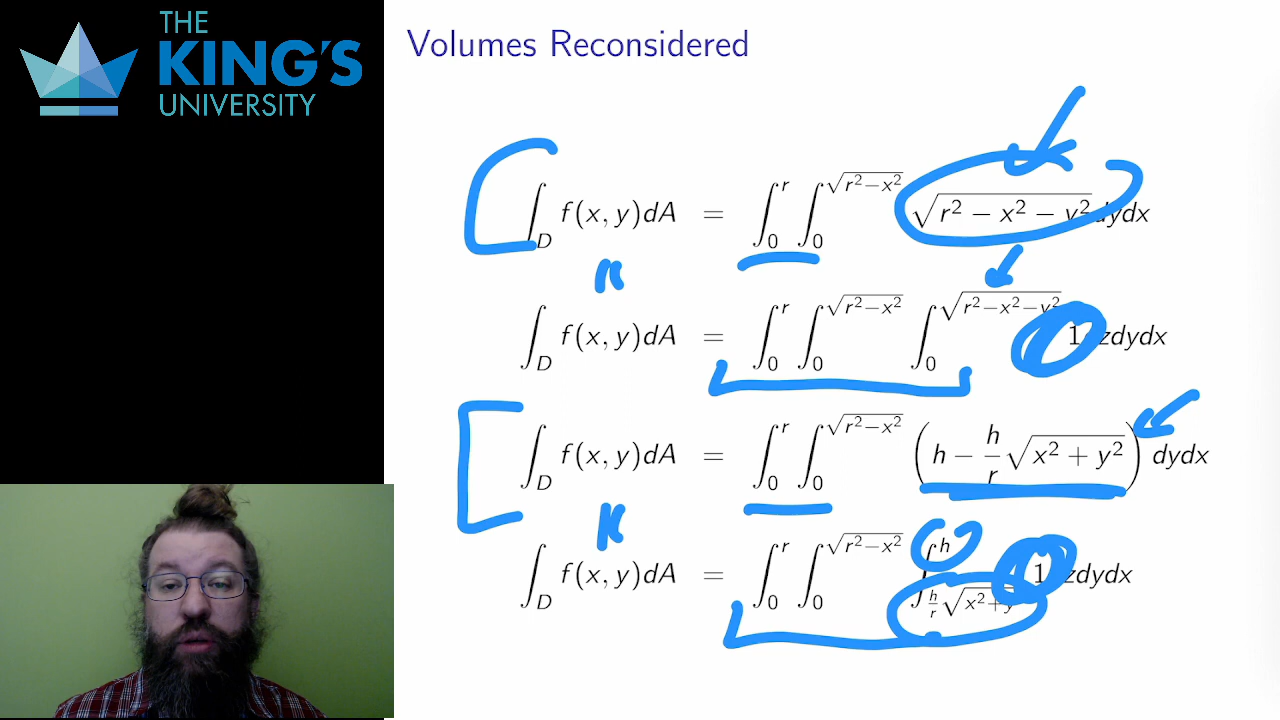 THE
KING'S
UNIVERSITY
Volumes Reconsidered
∫_D f(x, y)dA = ∫_0^r ∫_0^{√(r²−x²)} √(r² − x² − y²) dydx
∫_D f(x, y)dA = ∫_0^r ∫_0^{√(r²−x²)} ∫_0^{√(r²−x²−y²)} 1dzdydx
∫_D f(x, y)dA = ∫_0^r ∫_0^{√(r²−x²)} (h − h/r √(x² + y²)) dydx
∫_D f(x, y)dA = ∫_0^r ∫_0^{√(r²−x²)} ∫_{h/r √(x²+y²)}^h 1dzdydx